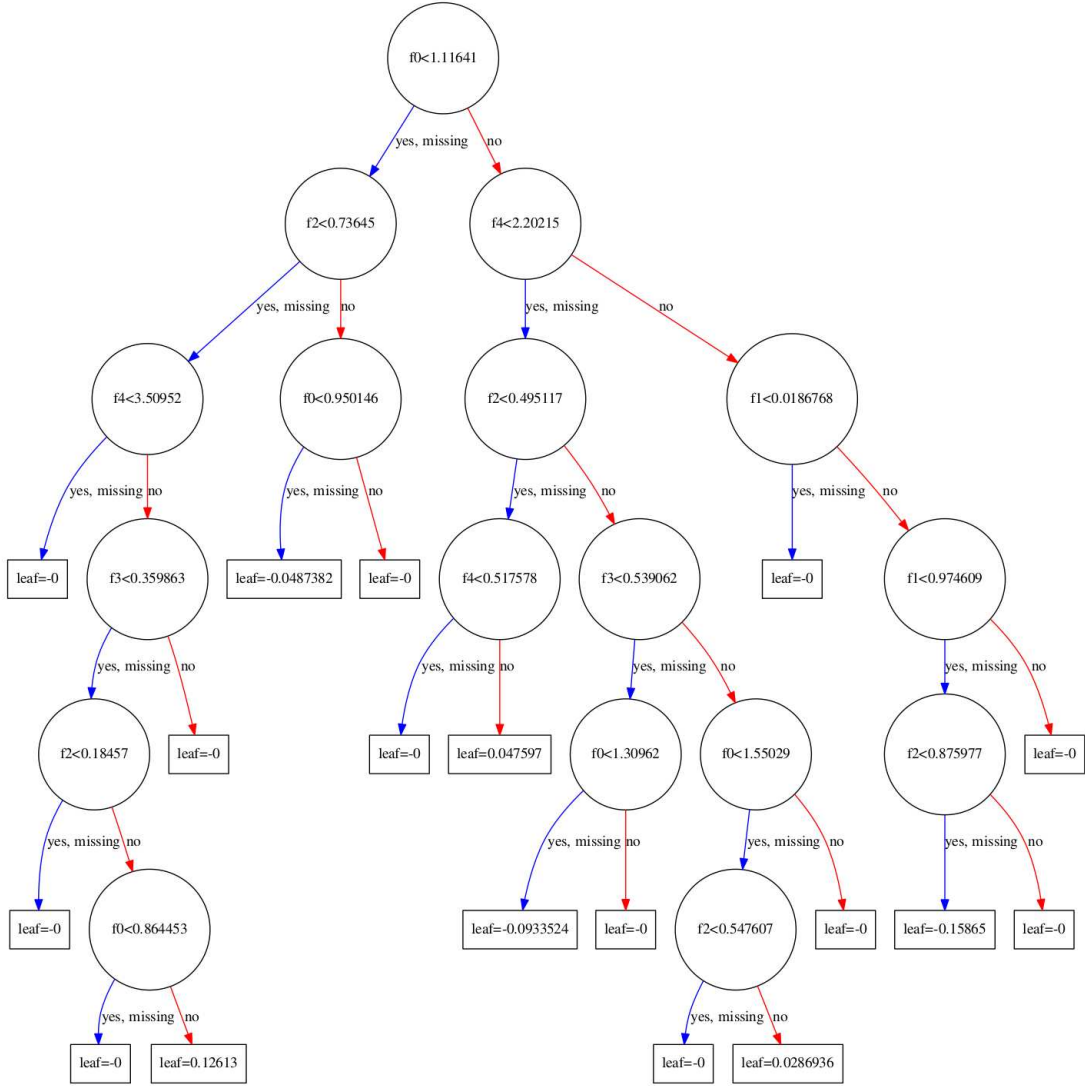 f0<1.11641
yes, missing
no
f2<0.73645
f4<2.20215
yes, missing
no
yes, missing
no
f4<3.50952
f0<0.950146
f2<0.495117
f1<0.0186768
yes, missing
no
yes, missing
no
yes, missing
no
yes, missing
no
leaf=-0
f3<0.359863
leaf=-0.0487382
leaf=-0
f4<0.517578
f3<0.539062
leaf=-0
f1<0.974609
yes, missing
no
yes, missing
no
yes, missing
no
yes, missing
no
f2<0.18457
leaf=-0
leaf=-0
leaf=0.047597
f0<1.30962
f0<1.55029
f2<0.875977
leaf=-0
yes, missing
no
yes, missing
no
yes, missing
no
yes, missing
no
leaf=-0
f0<0.864453
leaf=-0.0933524
leaf=-0
f2<0.547607
leaf=-0
leaf=-0.15865
leaf=-0
yes, missing
no
yes, missing
no
leaf=-0
leaf=0.12613
leaf=-0
leaf=0.0286936